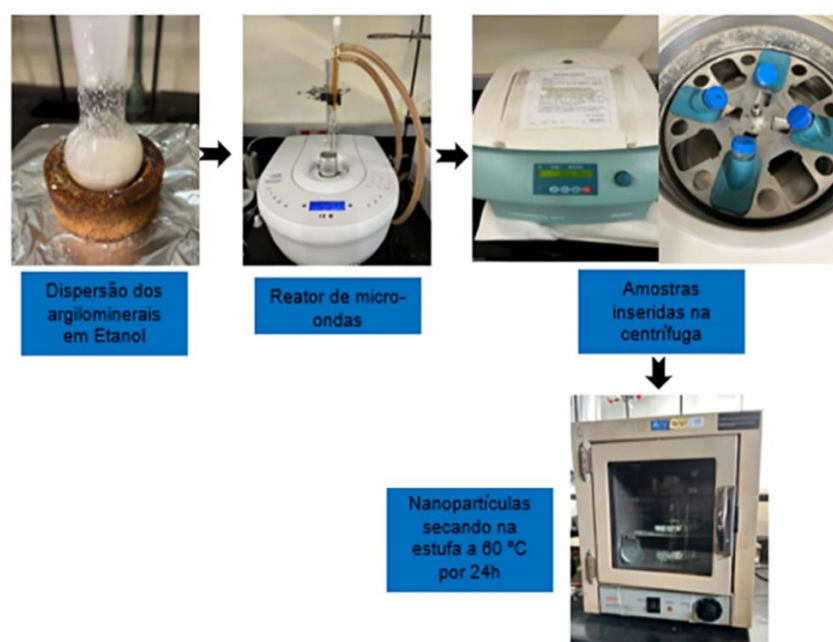 Dispersão dos
argilominerais
em Etanol
Reator de micro-
ondas
Amostras
inseridas na
centrífuga
Nanopartículas
secando na
estufa a 60 ºC
por 24h